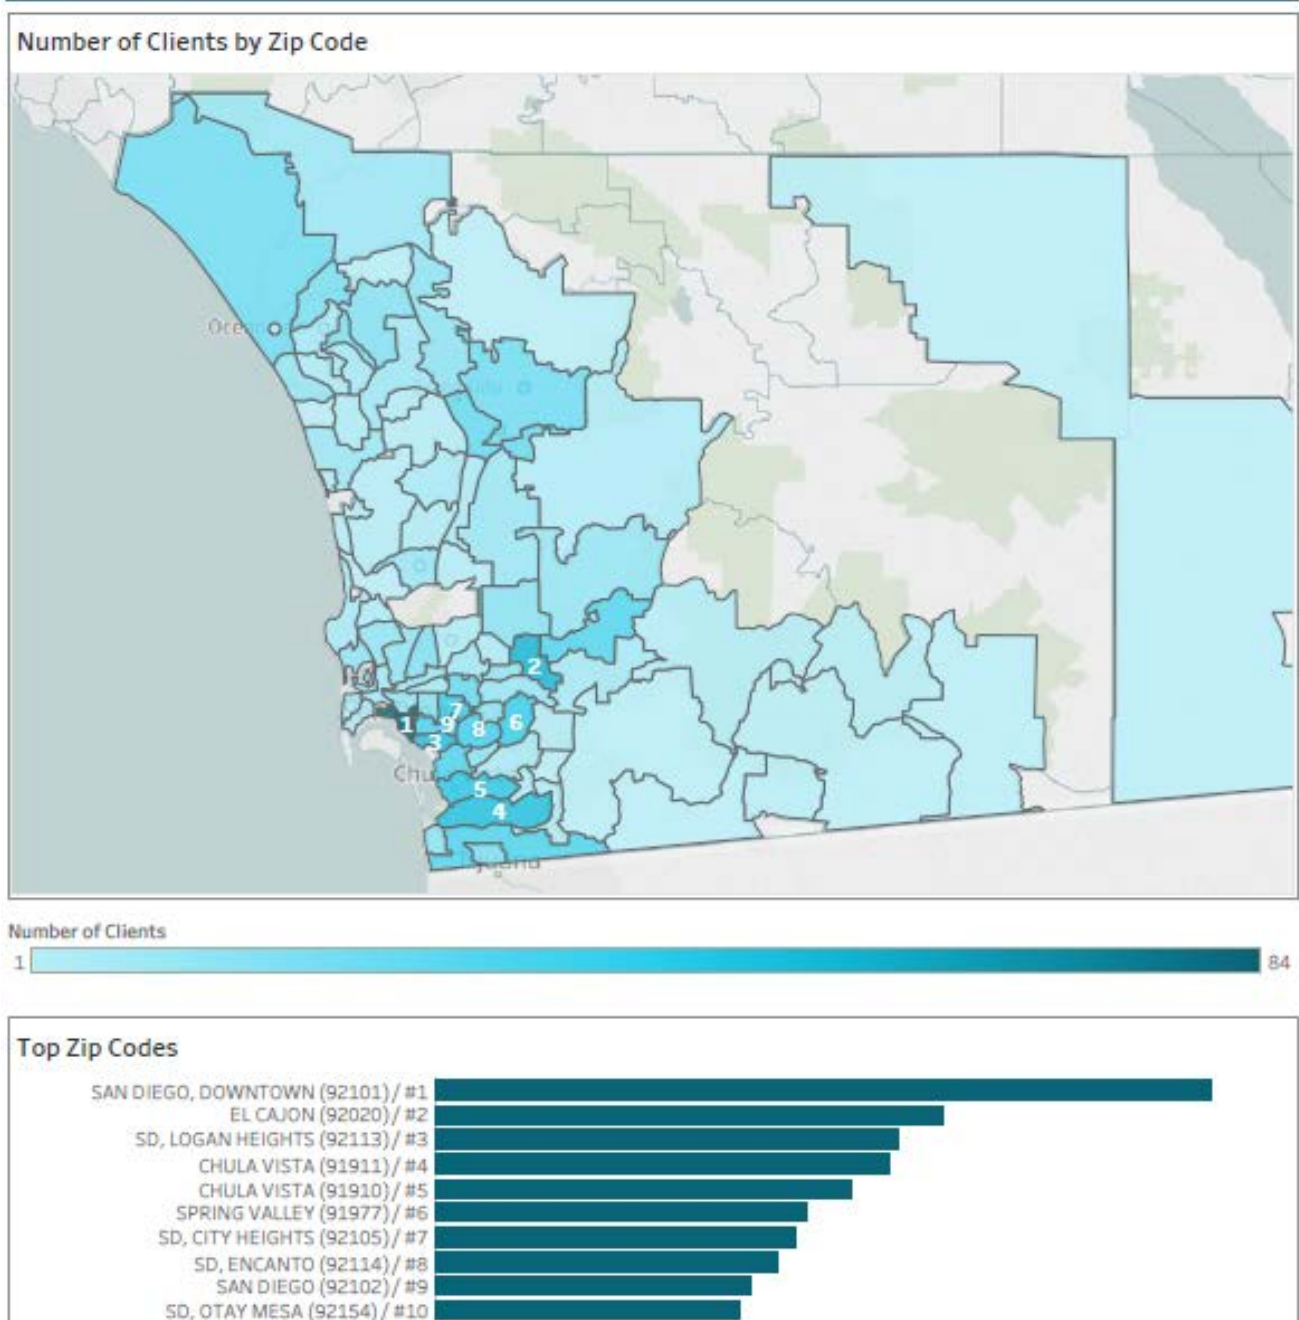 Number of Clients by Zip Code
2
7
1
9
8
6
3
Chu
5
4
Number of Clients
1
84
Top Zip Codes
SAN DIEGO, DOWNTOWN (92101) / #1
EL CAJON (92020) / #2
SD, LOGAN HEIGHTS (92113) / #3
CHULA VISTA (91911) / #4
CHULA VISTA (91910) / #5
SPRING VALLEY (91977) / #6
SD, CITY HEIGHTS (92105) / #7
SD, ENCANTO (92114) / #8
SAN DIEGO (92102) / #9
SD, OTAY MESA (92154) / #10